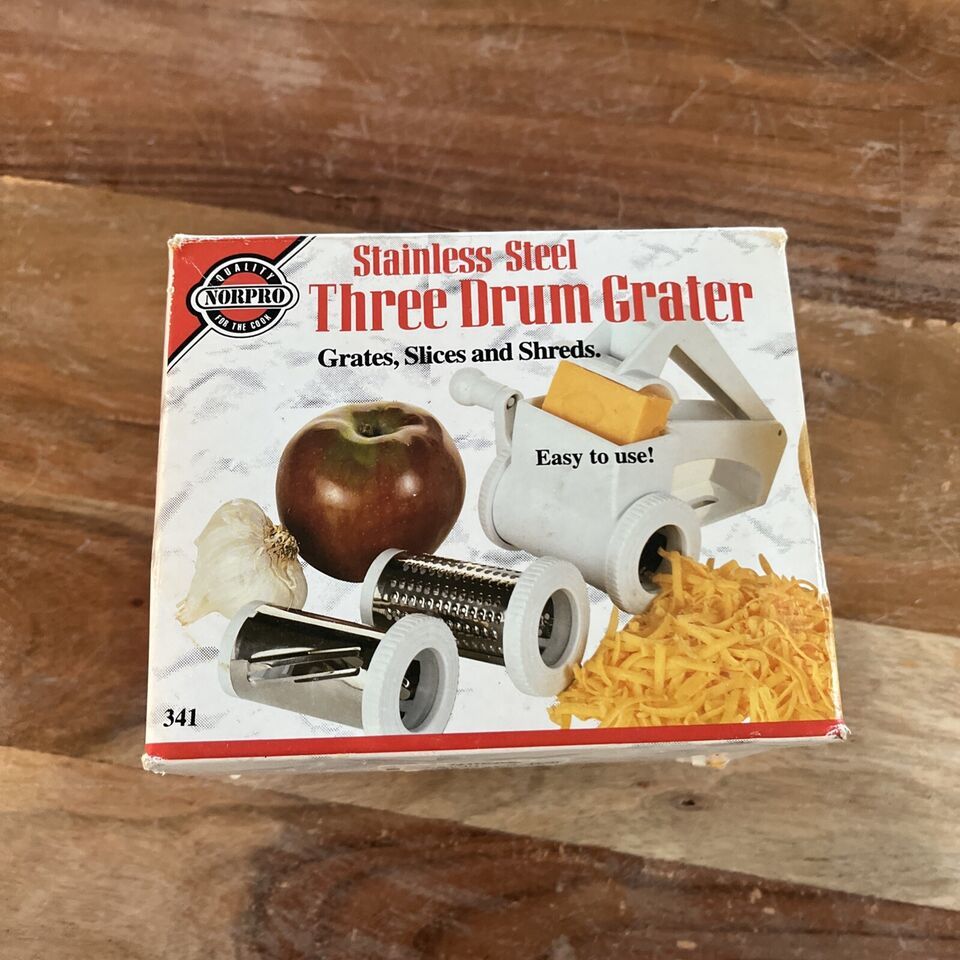 QUALITY
NORPRO
FOR THE COOK
Stainless Steel
Three Drum Grater
Grates, Slices and Shreds.
Easy to use!
341